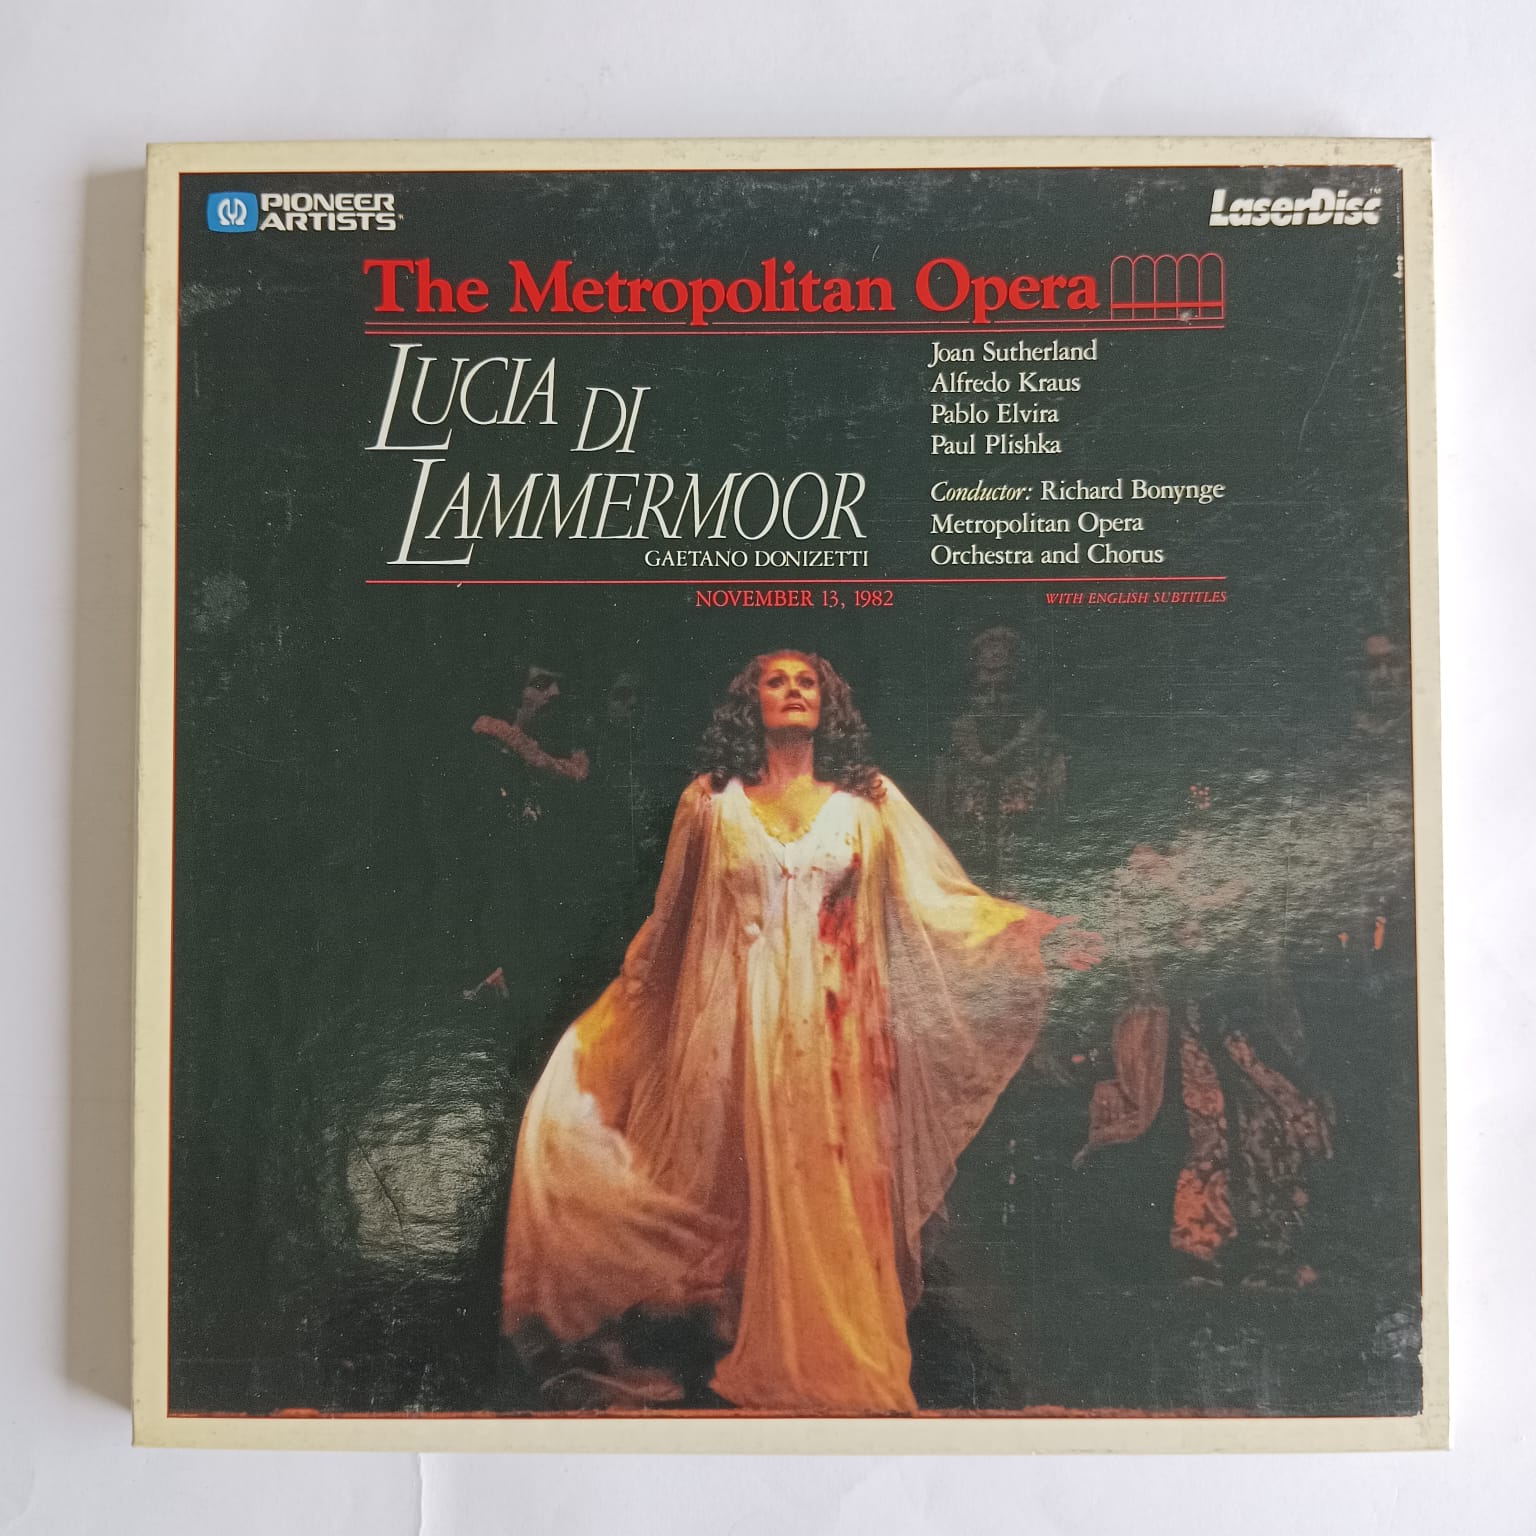 PIONEER
ARTISTS
LaserDisc™
The Metropolitan Opera
LUCIA DI
LAMMERMOOR
GAETANO DONIZETTI
Joan Sutherland
Alfredo Kraus
Pablo Elvira
Paul Plishka
Conductor: Richard Bonynge
Metropolitan Opera
Orchestra and Chorus
NOVEMBER 13, 1982
WITH ENGLISH SUBTITLES